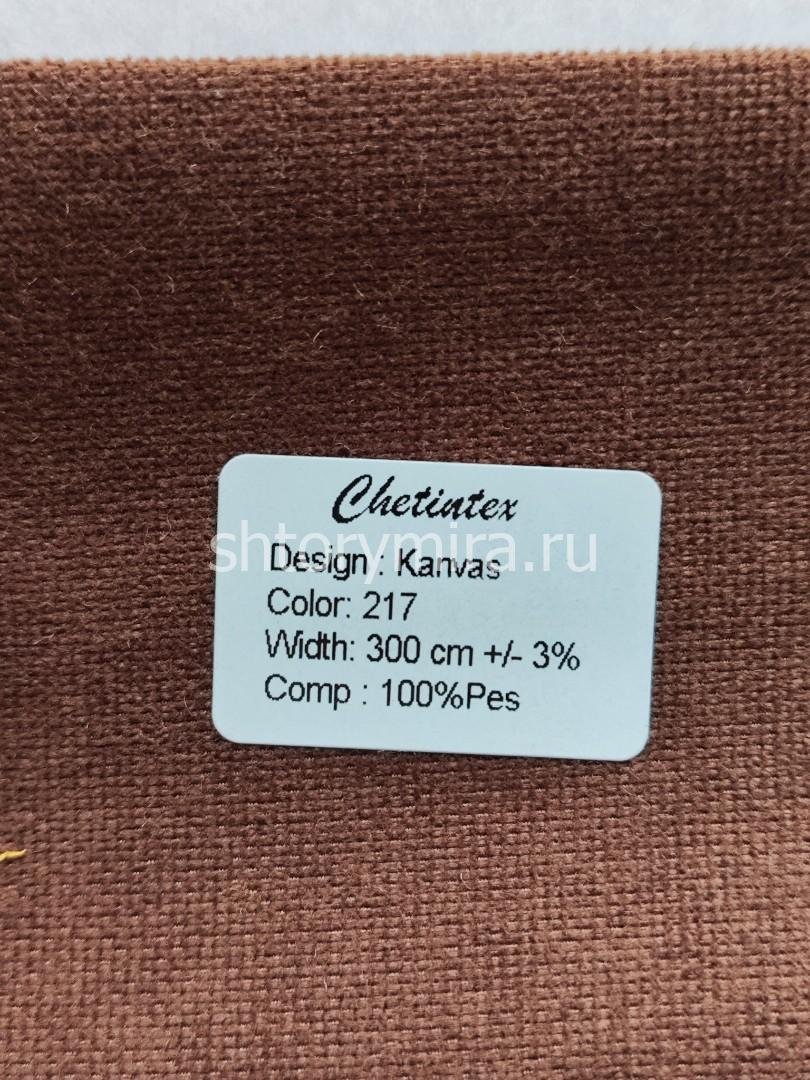 Chetintex
shtorymira.ru
Design : Kanvas
Color: 217
Width: 300 cm +/- 3%
Comp : 100%Pes